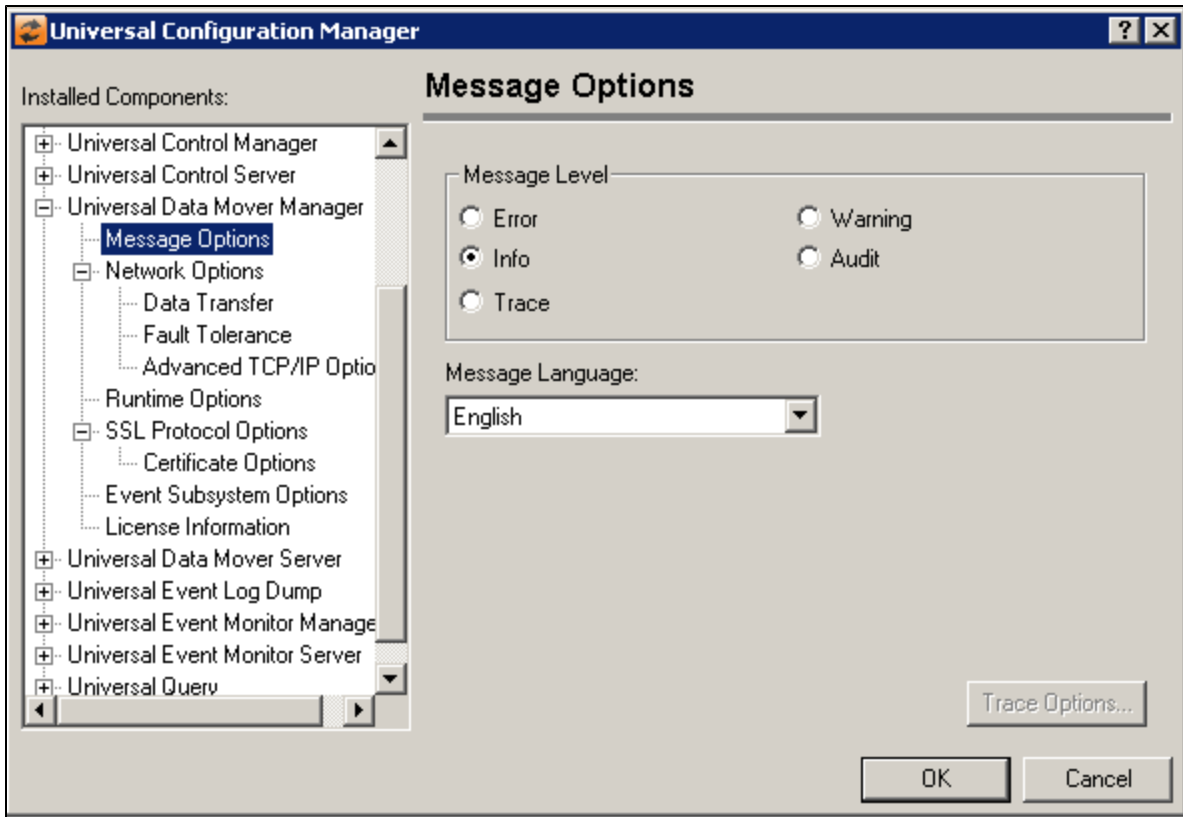 Universal Configuration Manager
Installed Components:
Universal Control Manager
Universal Control Server
Universal Data Mover Manager
Message Options
Network Options
Data Transfer
Fault Tolerance
Advanced TCP/IP Optio
Runtime Options
SSL Protocol Options
Certificate Options
Event Subsystem Options
License Information
Universal Data Mover Server
Universal Event Log Dump
Universal Event Monitor Manage
Universal Event Monitor Server
Universal Query
Message Options
Message Level
Error
Warning
Info
Audit
Trace
Message Language:
English
Trace Options...
OK
Cancel